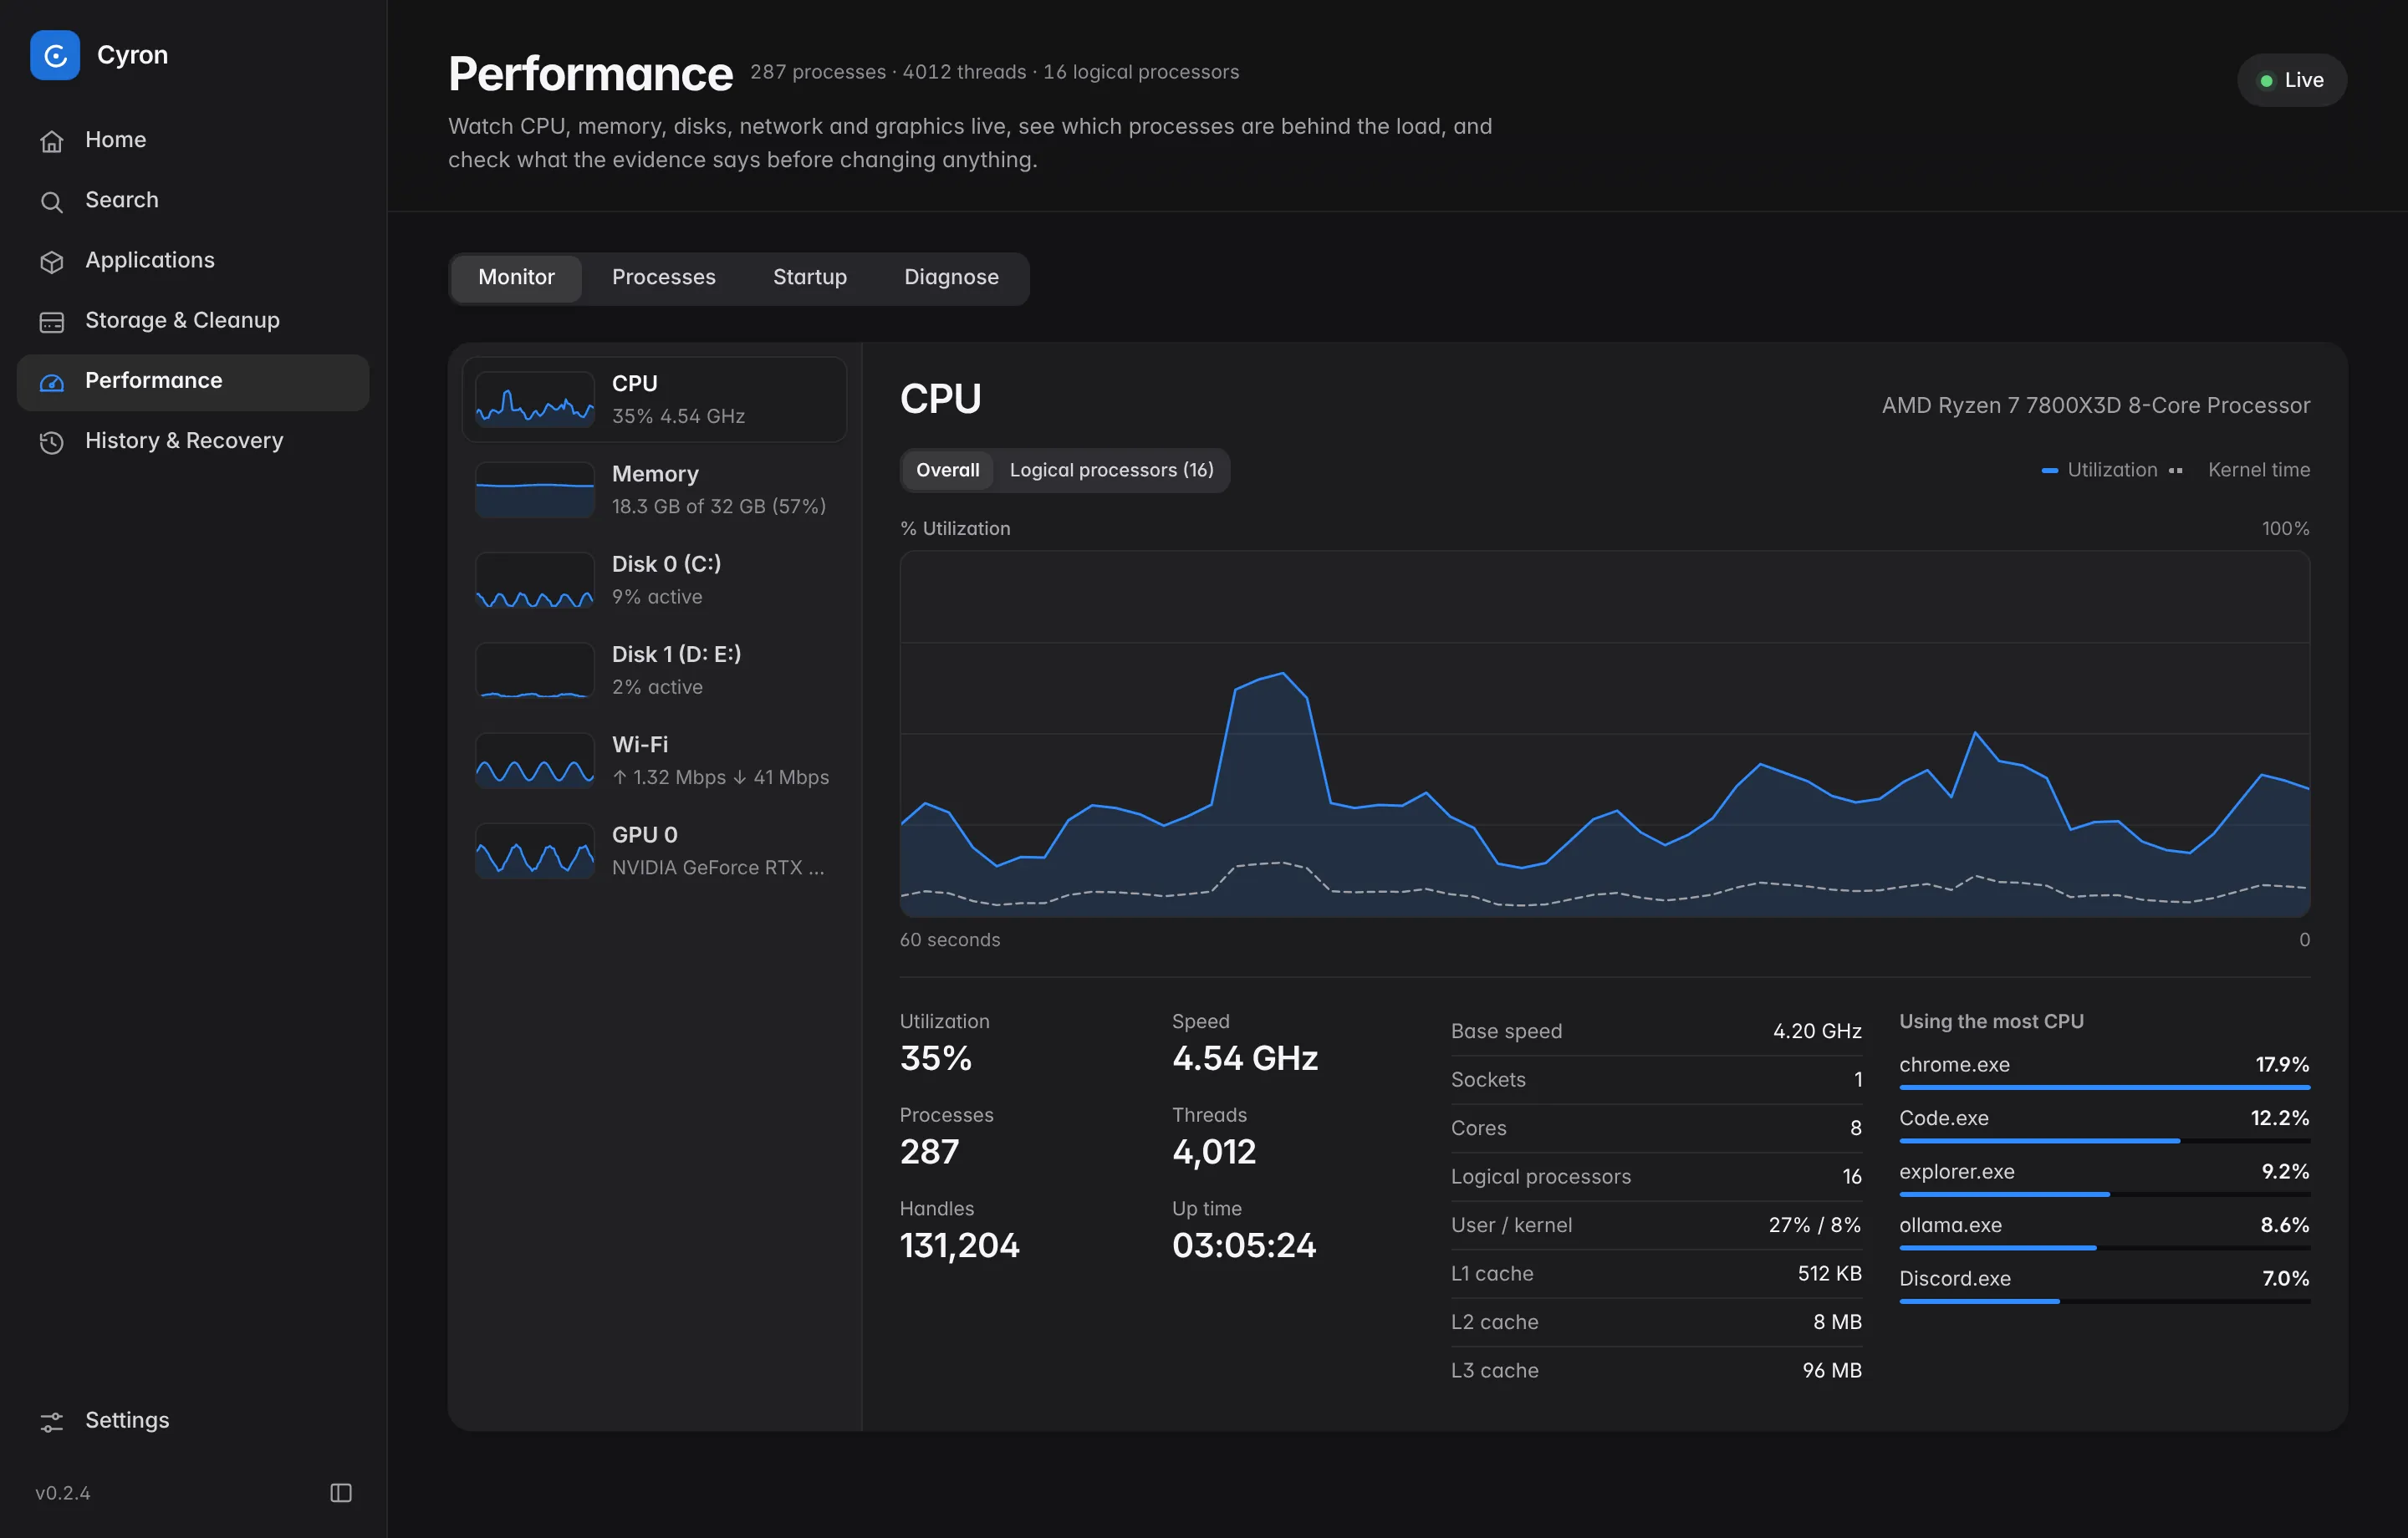 Cyron
Home
Search
Applications
Storage & Cleanup
Performance
History & Recovery
Settings
v0.2.4
Performance 287 processes · 4012 threads · 16 logical processors
Watch CPU, memory, disks, network and graphics live, see which processes are behind the load, and
check what the evidence says before changing anything.
Live
Monitor Processes Startup Diagnose
CPU
35% 4.54 GHz
Memory
18.3 GB of 32 GB (57%)
Disk 0 (C:)
9% active
Disk 1 (D: E:)
2% active
Wi-Fi
↑ 1.32 Mbps ↓ 41 Mbps
GPU 0
NVIDIA GeForce RTX ...
CPU
AMD Ryzen 7 7800X3D 8-Core Processor
Overall Logical processors (16)
Utilization Kernel time
% Utilization 100%
60 seconds 0
Utilization
35%
Speed
4.54 GHz
Processes
287
Threads
4,012
Handles
131,204
Up time
03:05:24
Base speed 4.20 GHz
Sockets 1
Cores 8
Logical processors 16
User / kernel 27% / 8%
L1 cache 512 KB
L2 cache 8 MB
L3 cache 96 MB
Using the most CPU
chrome.exe 17.9%
Code.exe 12.2%
explorer.exe 9.2%
ollama.exe 8.6%
Discord.exe 7.0%